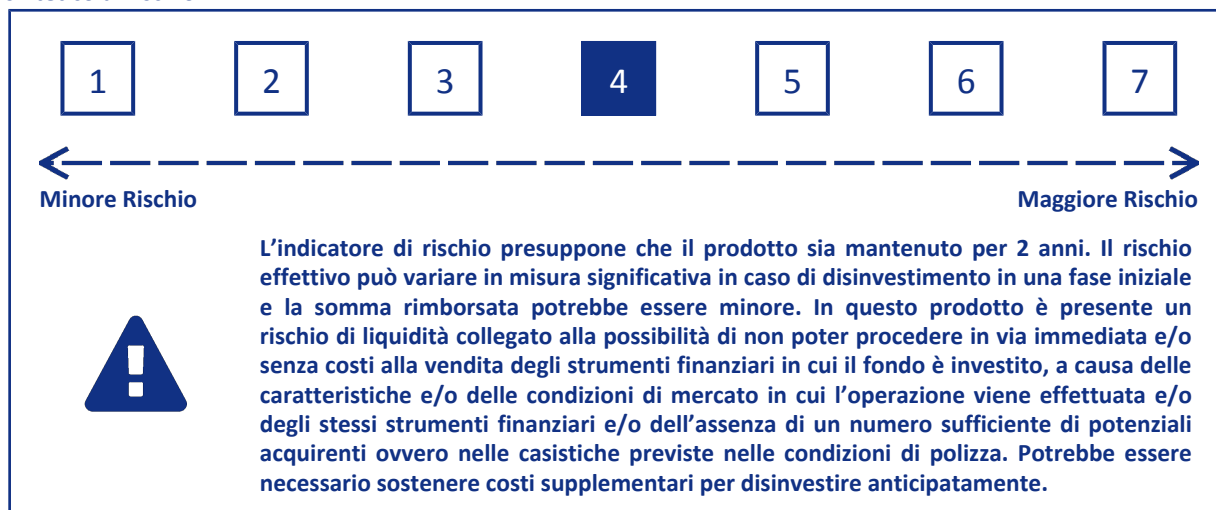 1 2 3 4 5 6 7
Minore Rischio Maggiore Rischio
L’indicatore di rischio presuppone che il prodotto sia mantenuto per 2 anni. Il rischio
effettivo può variare in misura significativa in caso di disinvestimento in una fase iniziale
e la somma rimborsata potrebbe essere minore. In questo prodotto è presente un
rischio di liquidità collegato alla possibilità di non poter procedere in via immediata e/o
senza costi alla vendita degli strumenti finanziari in cui il fondo è investito, a causa delle
caratteristiche e/o delle condizioni di mercato in cui l’operazione viene effettuata e/o
degli stessi strumenti finanziari e/o dell’assenza di un numero sufficiente di potenziali
acquirenti ovvero nelle casistiche previste nelle condizioni di polizza. Potrebbe essere
necessario sostenere costi supplementari per disinvestire anticipatamente.